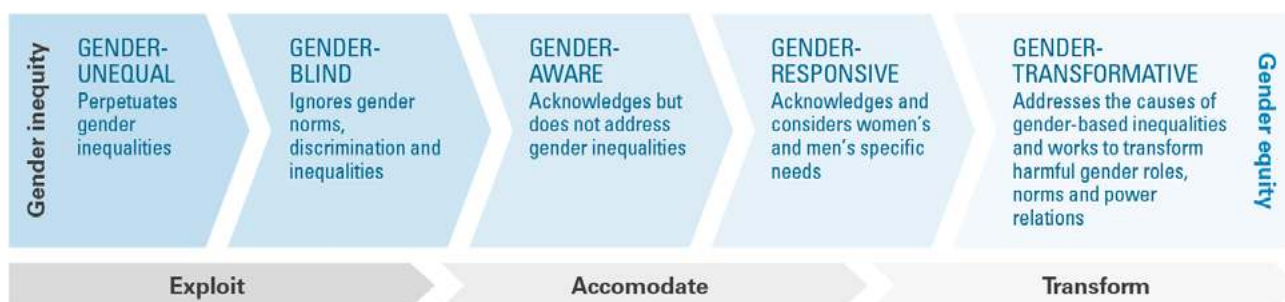 Gender inequity
GENDER-
UNEQUAL
Perpetuates
gender
inequalities
GENDER-
BLIND
Ignores gender
norms,
discrimination and
inequalities
GENDER-
AWARE
Acknowledges but
does not address
gender inequalities
GENDER-
RESPONSIVE
Acknowledges and
considers women's
and men's specific
needs
GENDER-
TRANSFORMATIVE
Addresses the causes of
gender-based inequalities
and works to transform
harmful gender roles,
norms and power
relations
Gender equity
Exploit
Accomodate
Transform